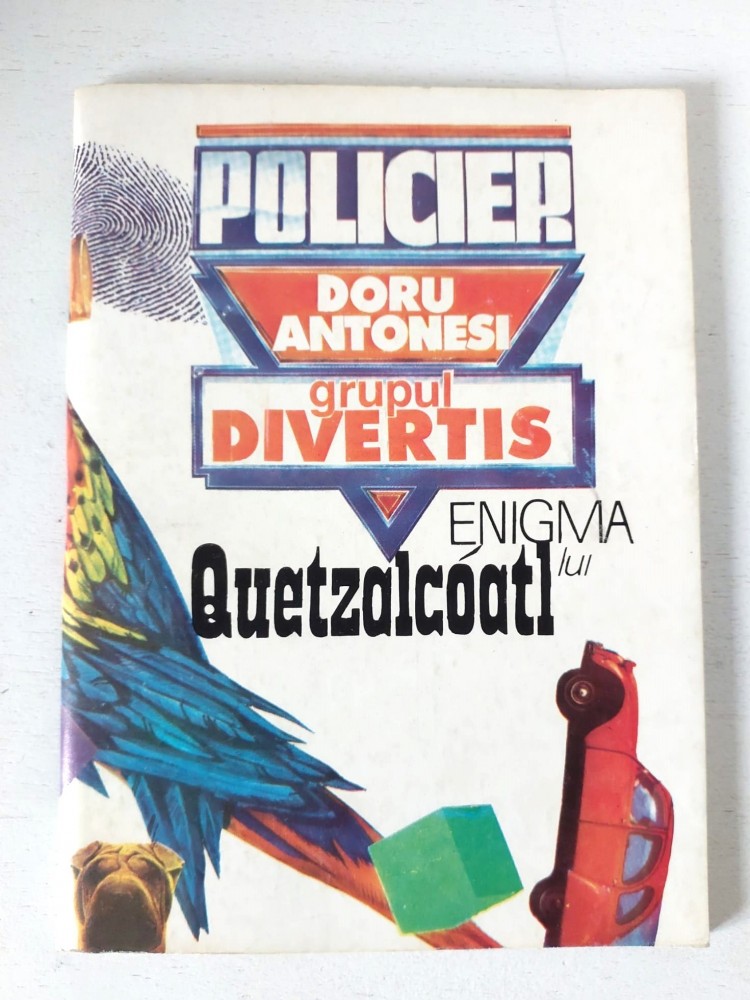 POLICIER
DORU
ANTONESI
grupul
DIVERTIS
ENIGMA
lui
Quetzalcóatl